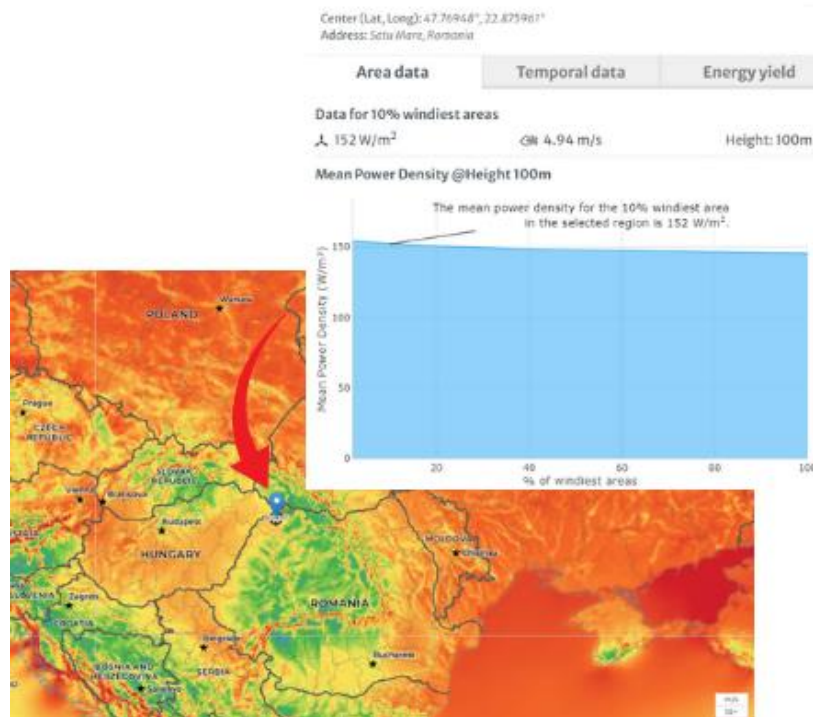 Center (Lat, Long): 47.76948°, 22.875961°
Address: Satu Mare, Romania
Area data Temporal data Energy yield
Data for 10% windiest areas
152 W/m² 4.94 m/s Height: 100m
Mean Power Density @Height 100m
The mean power density for the 10% windiest area
in the selected region is 152 W/m².
Mean Power Density (W/m²)
150
100
50
0
20 40 60 80 100
% of windiest areas
Warsaw
POLAND
Prague
CZECH
REPUBLIC
SLOVAK
REPUBLIC
Vienna
Bratislava
Budapest
HUNGARY
MOLDOVA
Chisinau
SLOVENIA
Zagreb
CROATIA
ROMANIA
Belgrade
BOSNIA AND
HERZEGOVINA
SERBIA
Bucharest
Sarajevo
m/s